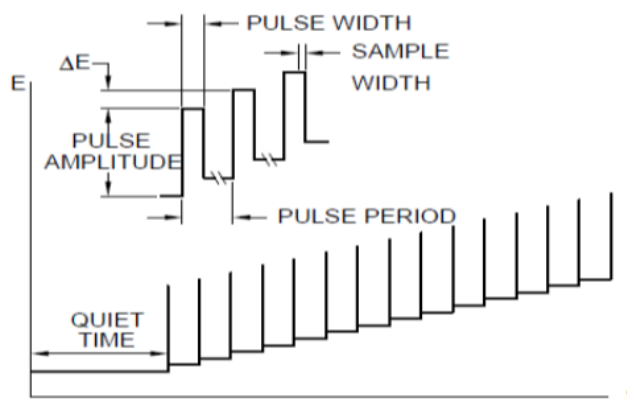 PULSE WIDTH
SAMPLE
WIDTH
ΔE
E
PULSE
AMPLITUDE
PULSE PERIOD
QUIET
TIME